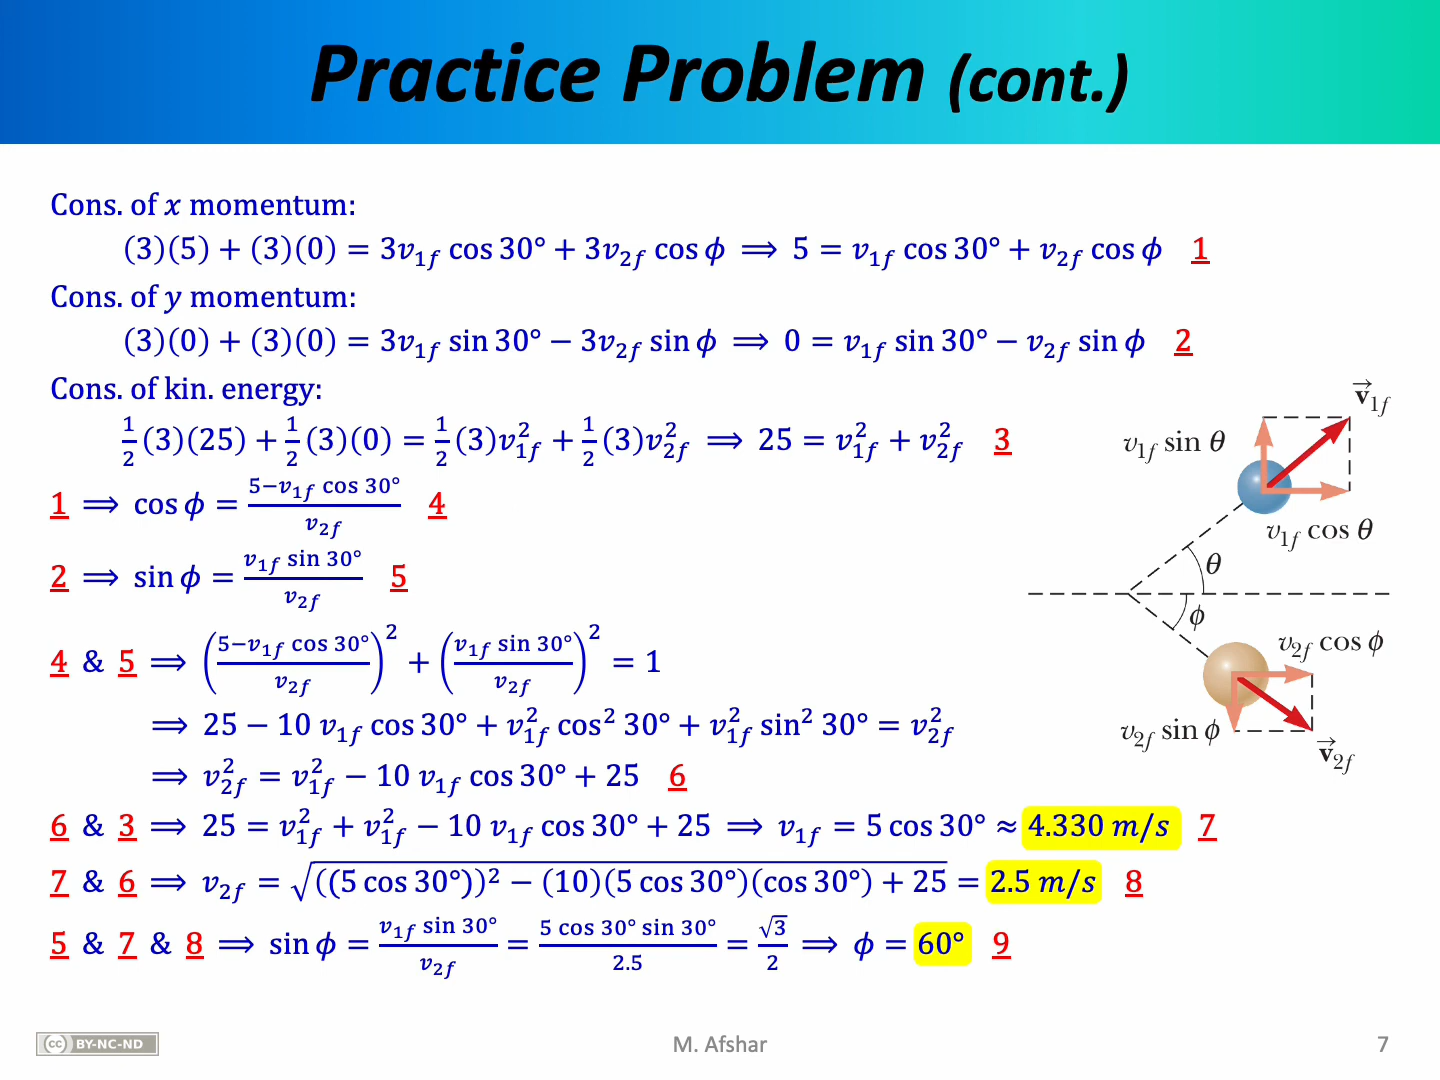 Practice Problem (cont.)
Cons. of x momentum:
(3)(5) + (3)(0) = 3v₁f cos 30° + 3v₂f cos ϕ ⟹ 5 = v₁f cos 30° + v₂f cos ϕ 1
Cons. of y momentum:
(3)(0) + (3)(0) = 3v₁f sin 30° − 3v₂f sin ϕ ⟹ 0 = v₁f sin 30° − v₂f sin ϕ 2
Cons. of kin. energy:
1/2 (3)(25) + 1/2 (3)(0) = 1/2 (3)v₁f² + 1/2 (3)v₂f² ⟹ 25 = v₁f² + v₂f² 3
1 ⟹ cos ϕ = (5−v₁f cos 30°)/v₂f 4
2 ⟹ sin ϕ = (v₁f sin 30°)/v₂f 5
4 & 5 ⟹ ((5−v₁f cos 30°)/v₂f)² + ((v₁f sin 30°)/v₂f)² = 1
⟹ 25 − 10 v₁f cos 30° + v₁f² cos² 30° + v₁f² sin² 30° = v₂f²
⟹ v₂f² = v₁f² − 10 v₁f cos 30° + 25 6
6 & 3 ⟹ 25 = v₁f² + v₁f² − 10 v₁f cos 30° + 25 ⟹ v₁f = 5 cos 30° ≈ 4.330 m/s 7
7 & 6 ⟹ v₂f = √((5 cos 30°))² − (10)(5 cos 30°)(cos 30°) + 25 = 2.5 m/s 8
5 & 7 & 8 ⟹ sin ϕ = (v₁f sin 30°)/v₂f = (5 cos 30° sin 30°)/2.5 = √3/2 ⟹ ϕ = 60° 9
v⃗₁f
v₁f sin θ
v₁f cos θ
θ
ϕ
v₂f cos ϕ
v₂f sin ϕ
v⃗₂f
cc BY-NC-ND
M. Afshar
7